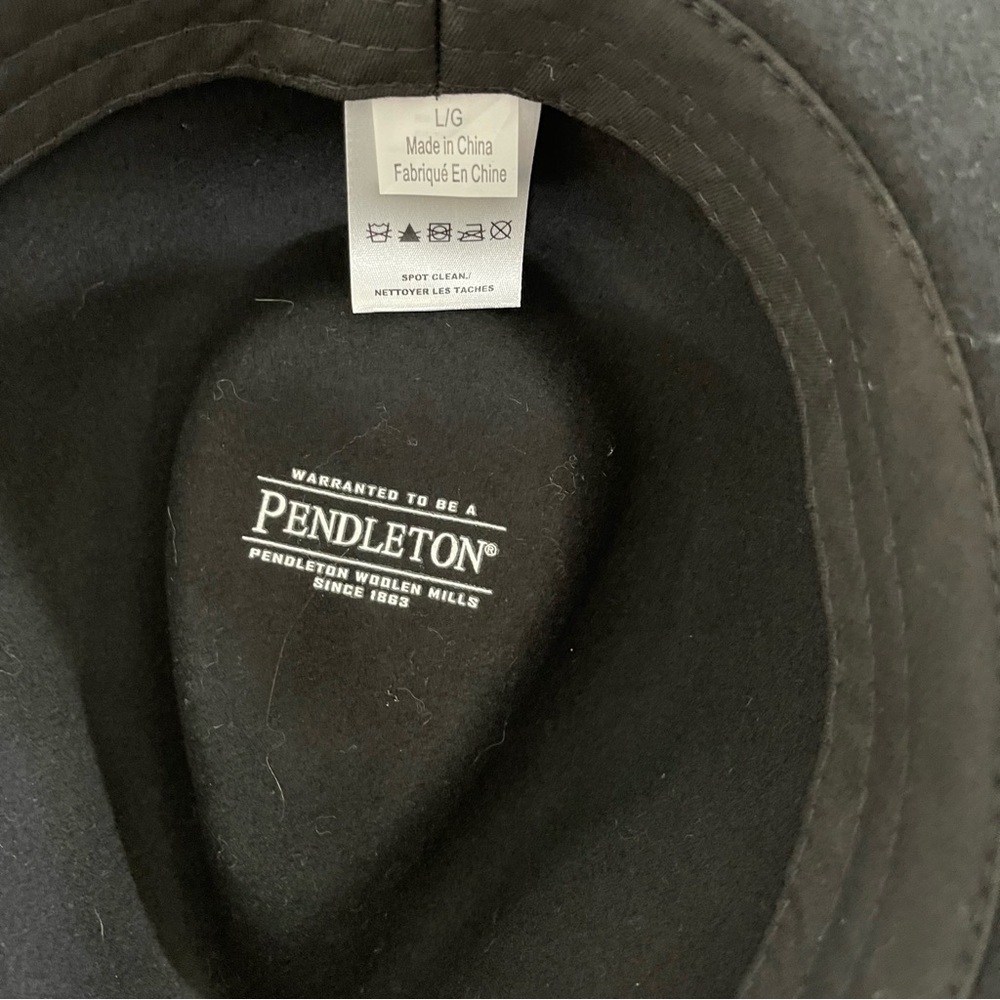 L/G
Made in China
Fabriqué En Chine
SPOT CLEAN./
NETTOYER LES TACHES
WARRANTED TO BE A
PENDLETON®
PENDLETON WOOLEN MILLS
SINCE 1863